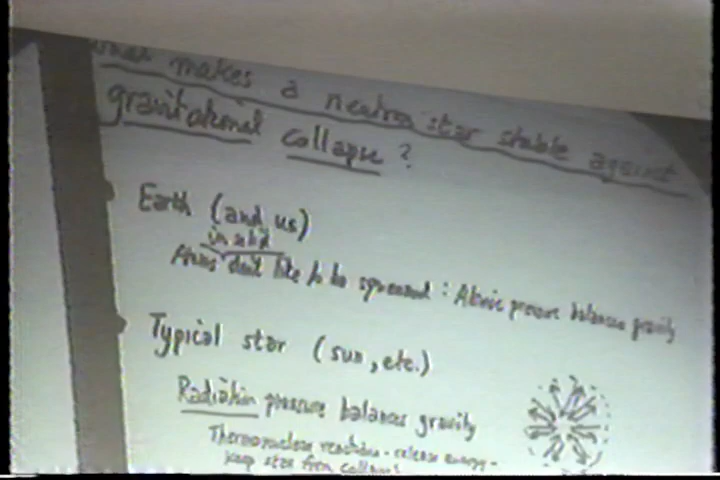 What makes a neutron star stable against
gravitational collapse?
Earth (and us)
in solid
Atoms don't like to be squeezed : Atomic pressure balances gravity
Typical star (sun, etc.)
Radiation pressure balances gravity
Thermonuclear reactions - release energy -
keep star from collapse